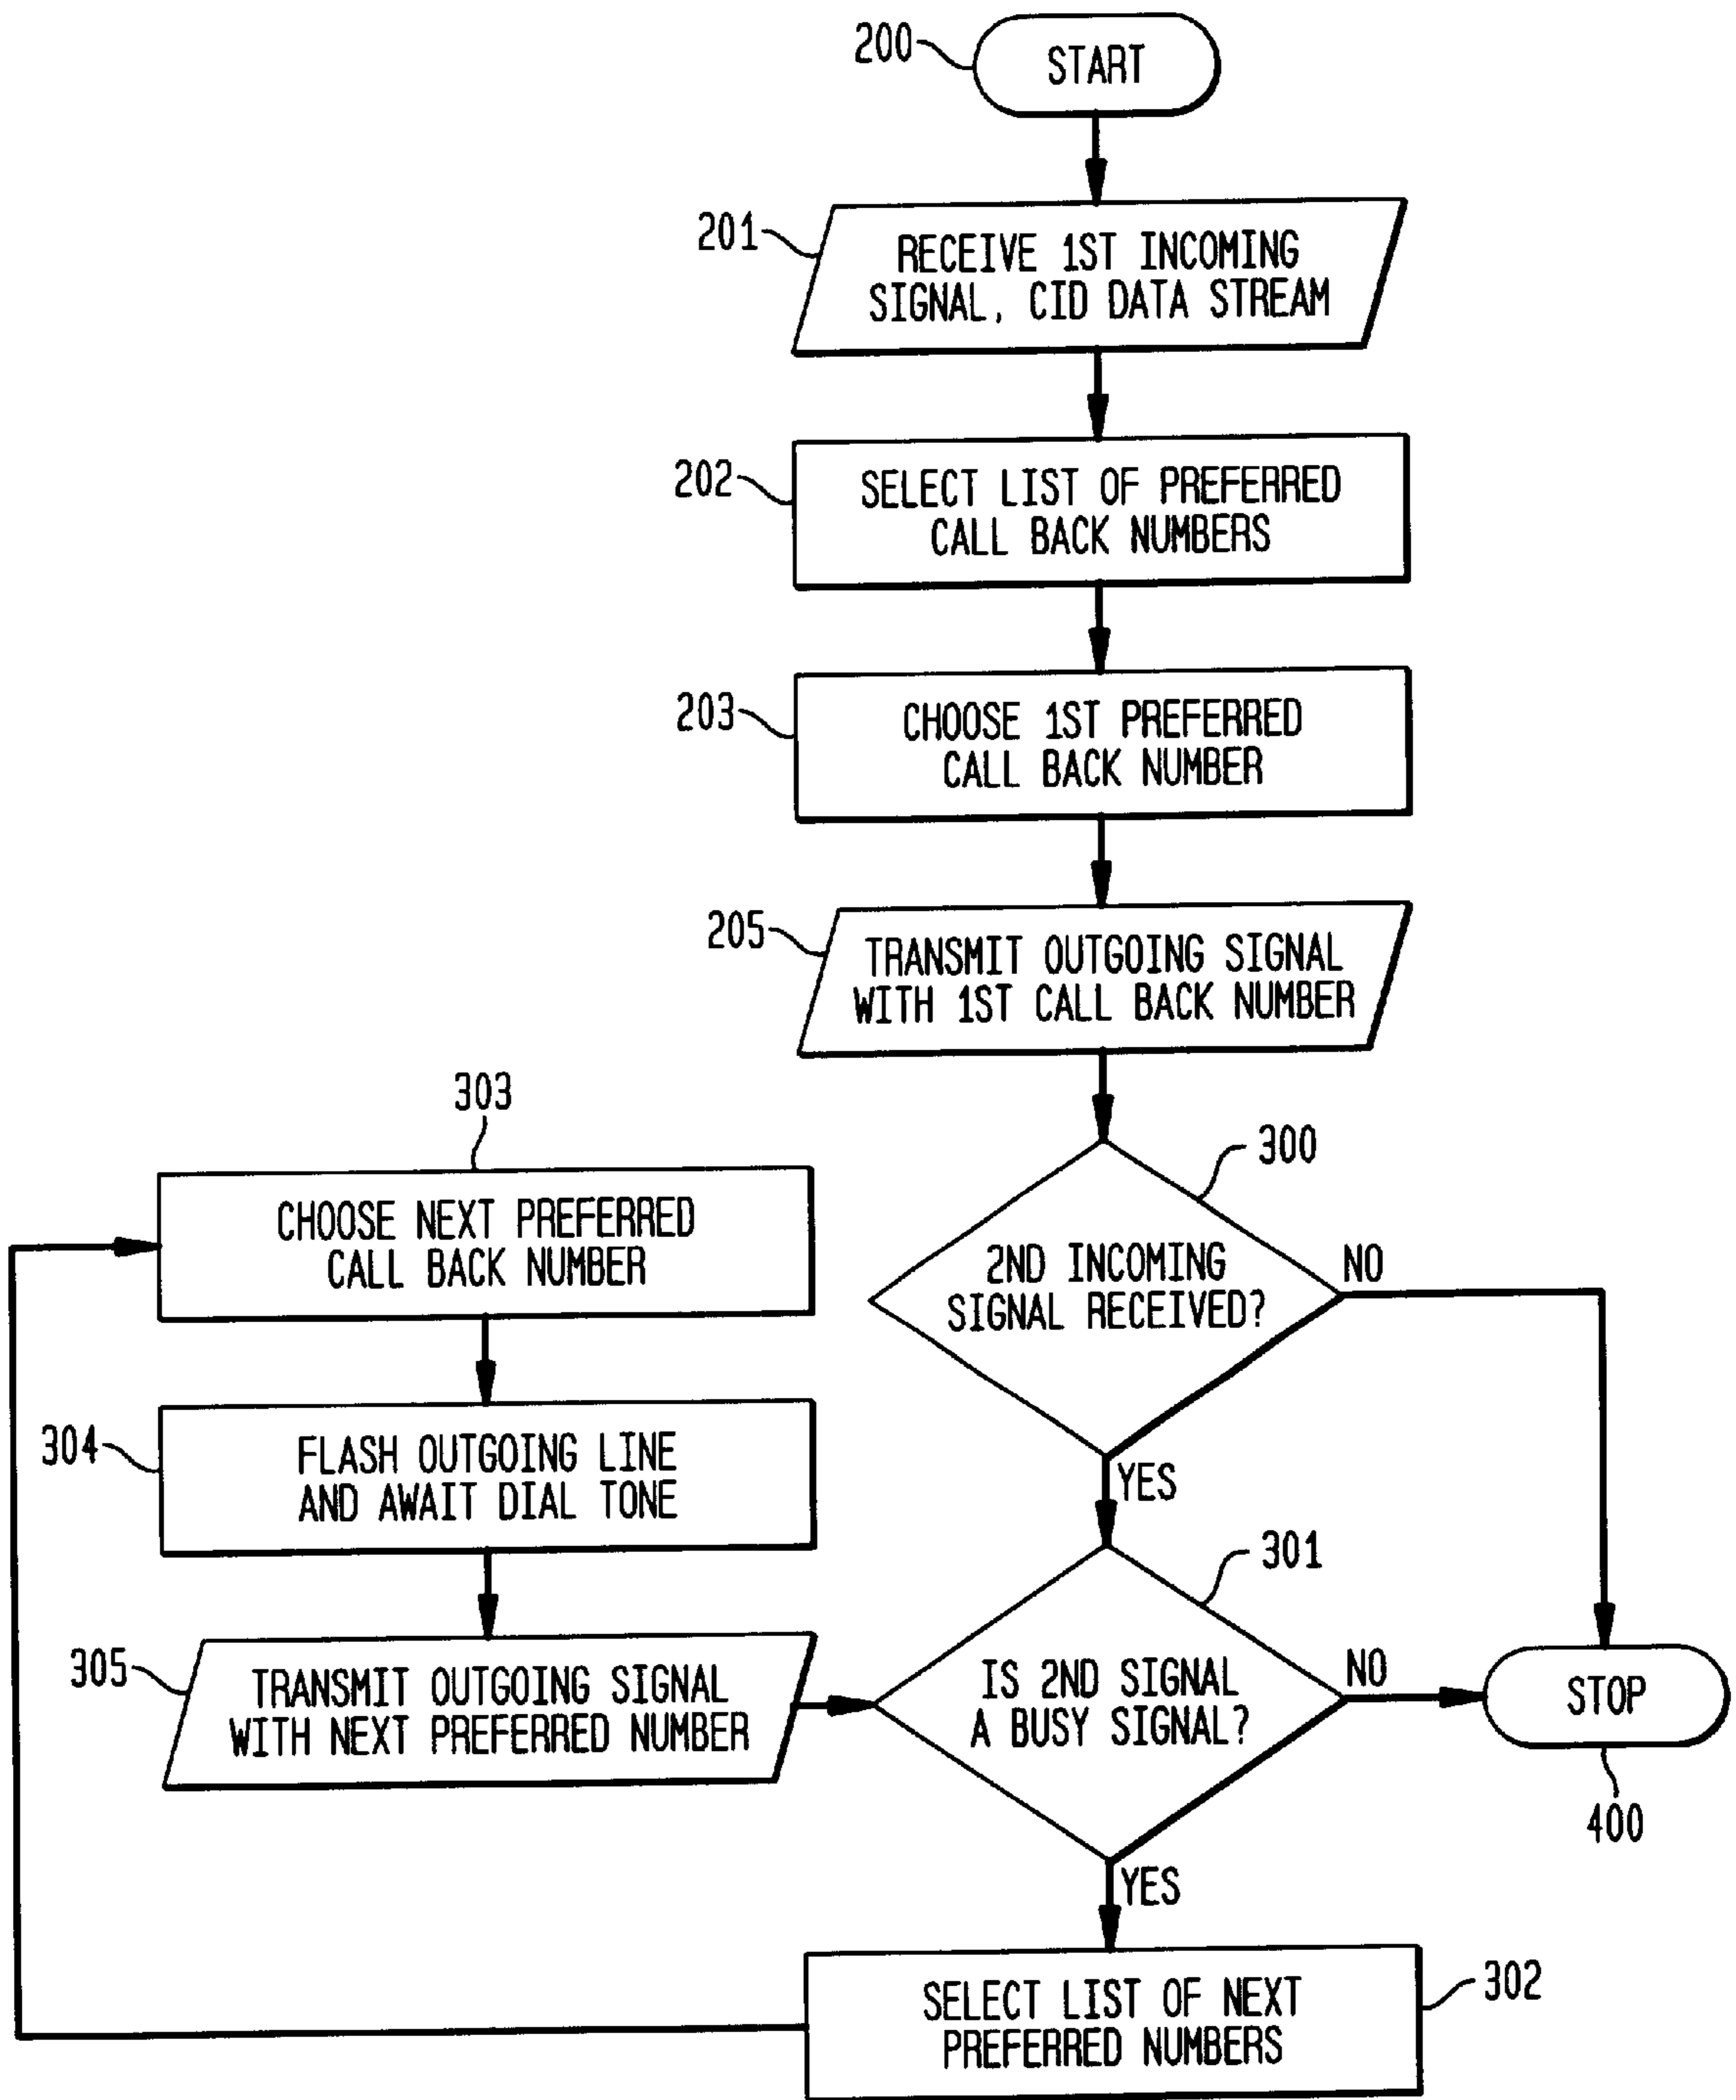 200
START
201
RECEIVE 1ST INCOMING
SIGNAL, CID DATA STREAM
202
SELECT LIST OF PREFERRED
CALL BACK NUMBERS
203
CHOOSE 1ST PREFERRED
CALL BACK NUMBER
205
TRANSMIT OUTGOING SIGNAL
WITH 1ST CALL BACK NUMBER
300
2ND INCOMING
SIGNAL RECEIVED?
NO
YES
301
IS 2ND SIGNAL
A BUSY SIGNAL?
NO
STOP
400
YES
302
SELECT LIST OF NEXT
PREFERRED NUMBERS
303
CHOOSE NEXT PREFERRED
CALL BACK NUMBER
304
FLASH OUTGOING LINE
AND AWAIT DIAL TONE
305
TRANSMIT OUTGOING SIGNAL
WITH NEXT PREFERRED NUMBER